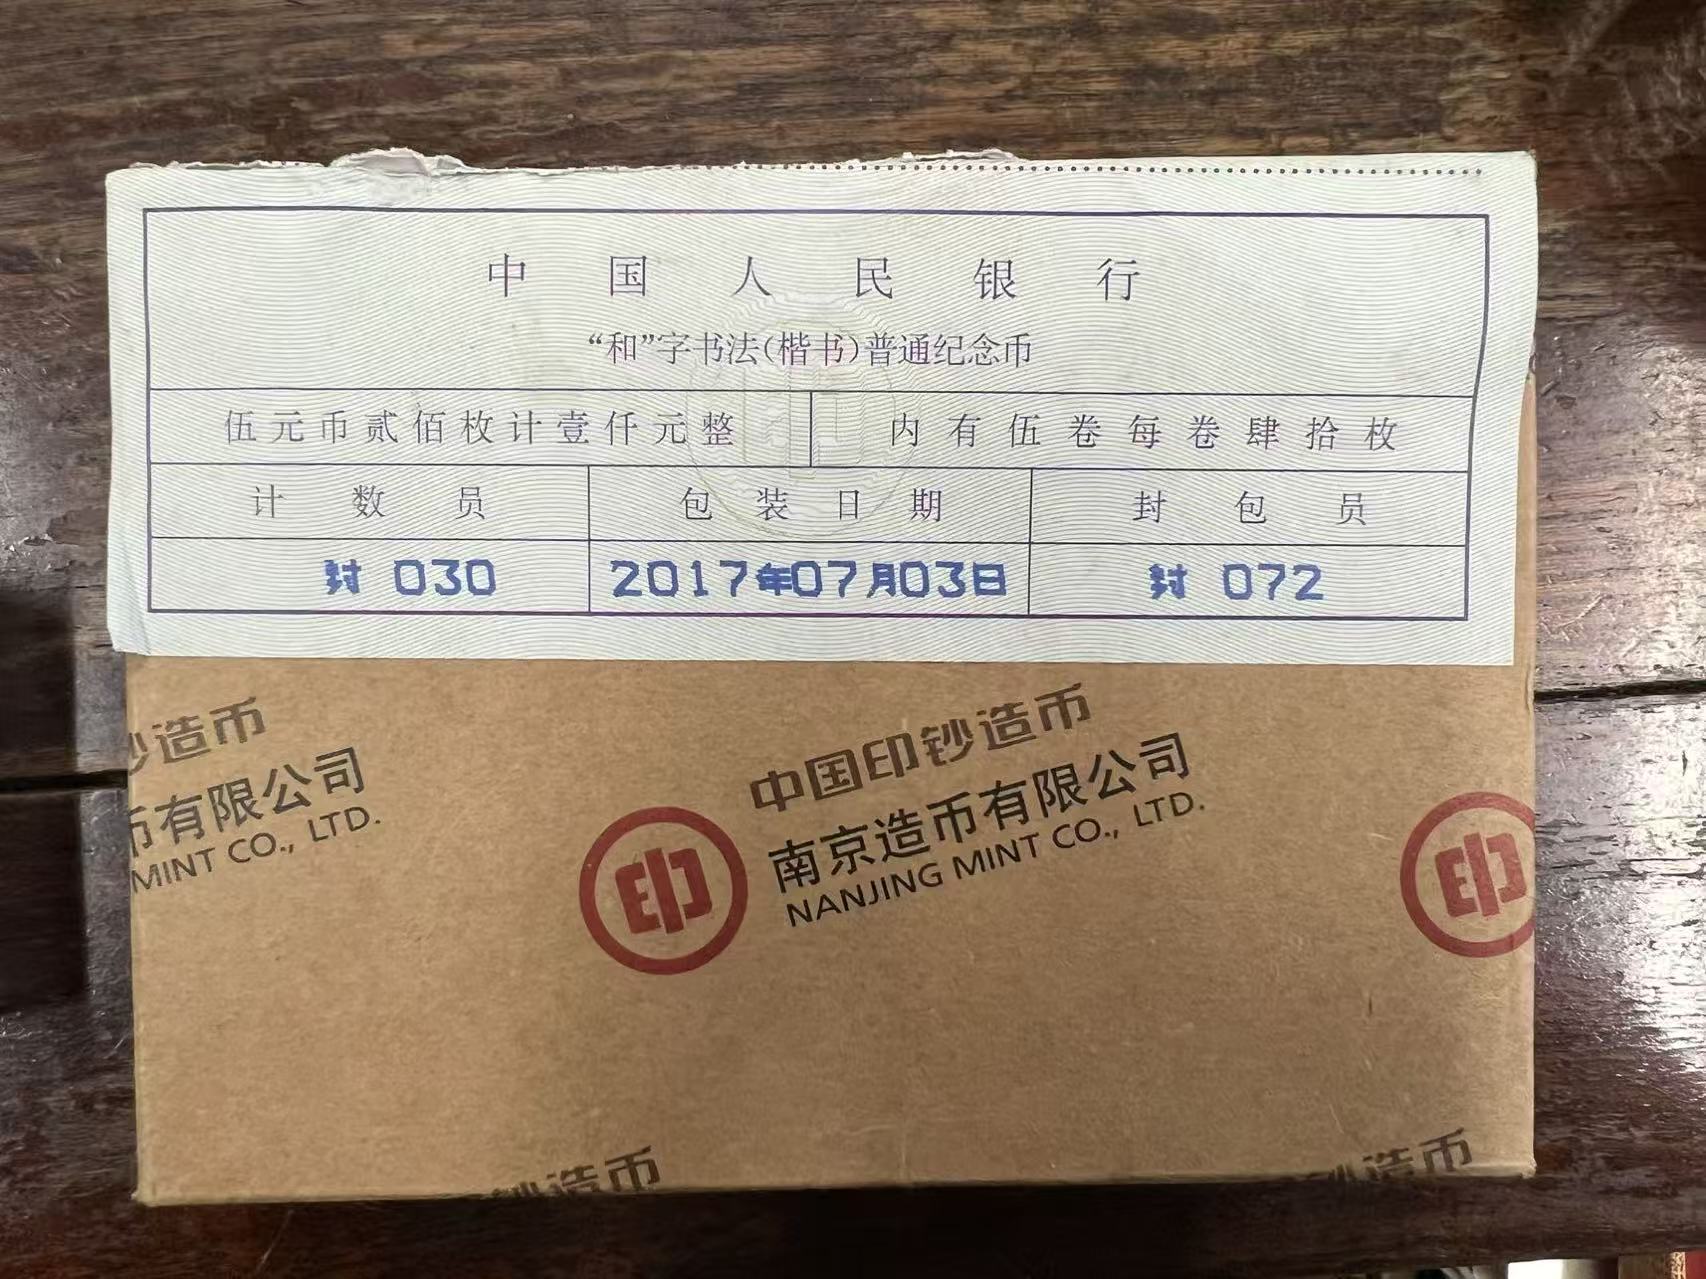 中国人民银行
“和”字书法(楷书)普通纪念币
伍元币贰佰枚计壹仟元整 内有伍卷每卷肆拾枚
计数员 包装日期 封包员
封 030 2017年07月03日 封 072
钞造币
币有限公司
MINT CO., LTD.
中国印钞造币
南京造币有限公司
NANJING MINT CO., LTD.
印
印
钞造币
钞造币